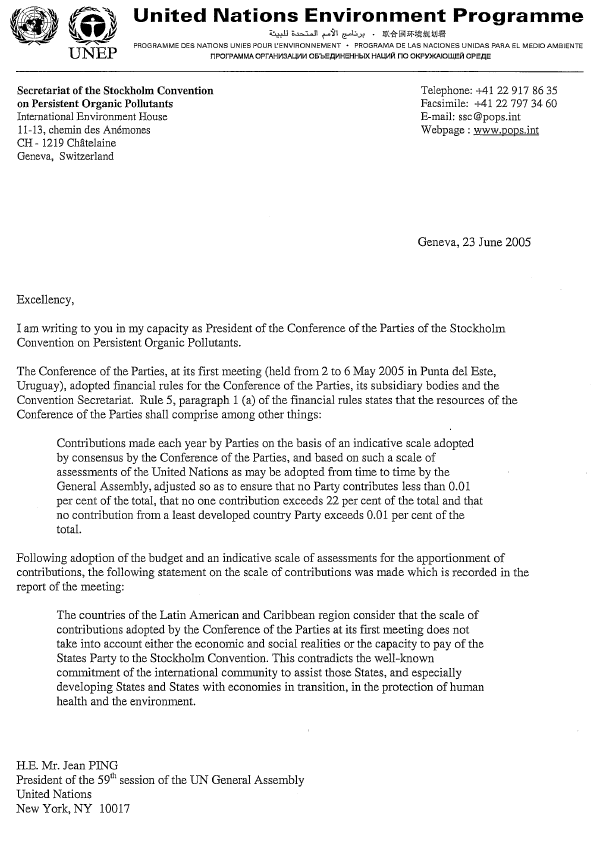 United Nations Environment Programme
UNEP
برنامج الأمم المتحدة للبيئة • 联合国环境规划署
PROGRAMME DES NATIONS UNIES POUR L'ENVIRONNEMENT • PROGRAMA DE LAS NACIONES UNIDAS PARA EL MEDIO AMBIENTE
ПРОГРАММА ОРГАНИЗАЦИИ ОБЪЕДИНЕННЫХ НАЦИЙ ПО ОКРУЖАЮЩЕЙ СРЕДЕ
Secretariat of the Stockholm Convention
on Persistent Organic Pollutants
International Environment House
11-13, chemin des Anémones
CH - 1219 Châtelaine
Geneva, Switzerland
Telephone: +41 22 917 86 35
Facsimile: +41 22 797 34 60
E-mail: ssc@pops.int
Webpage : www.pops.int
Geneva, 23 June 2005
Excellency,
I am writing to you in my capacity as President of the Conference of the Parties of the Stockholm
Convention on Persistent Organic Pollutants.
The Conference of the Parties, at its first meeting (held from 2 to 6 May 2005 in Punta del Este,
Uruguay), adopted financial rules for the Conference of the Parties, its subsidiary bodies and the
Convention Secretariat. Rule 5, paragraph 1 (a) of the financial rules states that the resources of the
Conference of the Parties shall comprise among other things:
Contributions made each year by Parties on the basis of an indicative scale adopted
by consensus by the Conference of the Parties, and based on such a scale of
assessments of the United Nations as may be adopted from time to time by the
General Assembly, adjusted so as to ensure that no Party contributes less than 0.01
per cent of the total, that no one contribution exceeds 22 per cent of the total and that
no contribution from a least developed country Party exceeds 0.01 per cent of the
total.
Following adoption of the budget and an indicative scale of assessments for the apportionment of
contributions, the following statement on the scale of contributions was made which is recorded in the
report of the meeting:
The countries of the Latin American and Caribbean region consider that the scale of
contributions adopted by the Conference of the Parties at its first meeting does not
take into account either the economic and social realities or the capacity to pay of the
States Party to the Stockholm Convention. This contradicts the well-known
commitment of the international community to assist those States, and especially
developing States and States with economies in transition, in the protection of human
health and the environment.
H.E. Mr. Jean PING
President of the 59th session of the UN General Assembly
United Nations
New York, NY 10017